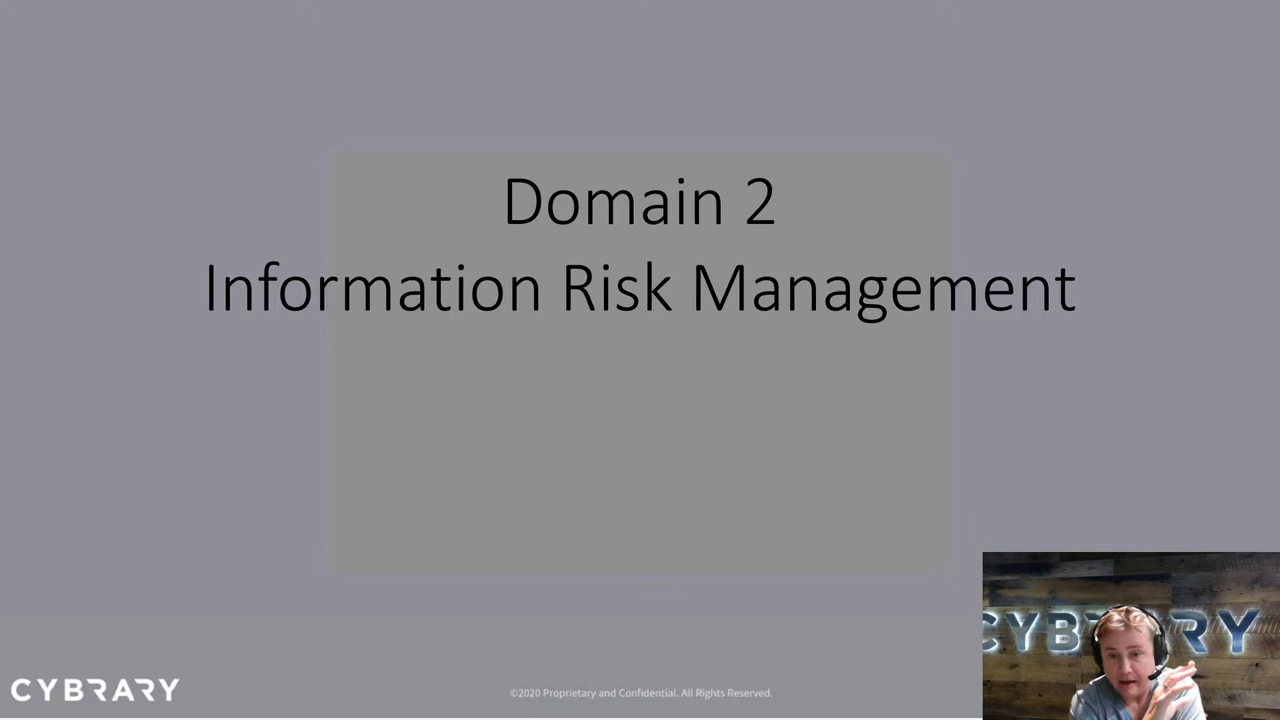 Domain 2
Information Risk Management
CYBRARY
CYBRARY
©2020 Proprietary and Confidential. All Rights Reserved.